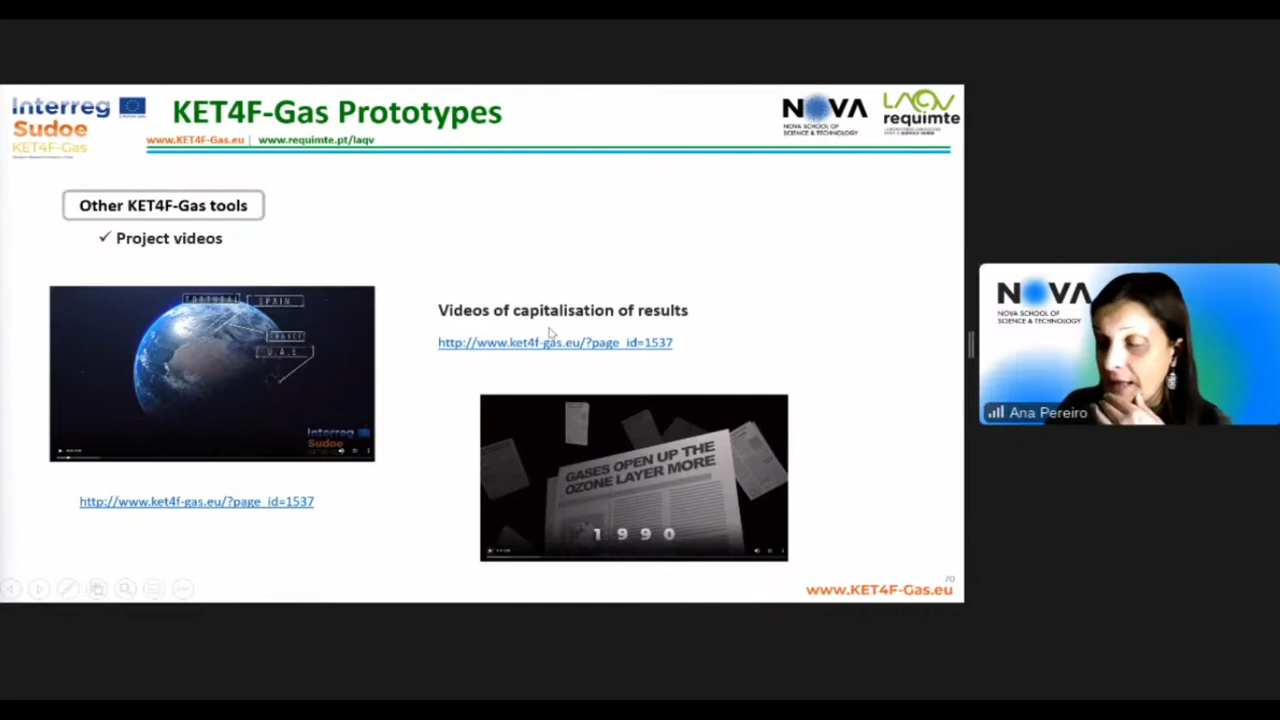 Interreg
Sudoe
KET4F-Gas
KET4F-Gas Prototypes
www.KET4F-Gas.eu | www.requimte.pt/laqv
NOVA
NOVA SCHOOL OF
SCIENCE & TECHNOLOGY
LAQV
requimte
Other KET4F-Gas tools
✓ Project videos
PORTUGAL
SPAIN
FRANCE
U.A.E
Interreg
Sudoe
http://www.ket4f-gas.eu/?page_id=1537
Videos of capitalisation of results
http://www.ket4f-gas.eu/?page_id=1537
GASES OPEN UP THE
OZONE LAYER MORE
1990
70
www.KET4F-Gas.eu
NOVA
NOVA SCHOOL OF
SCIENCE & TECHNOLOGY
Ana Pereiro